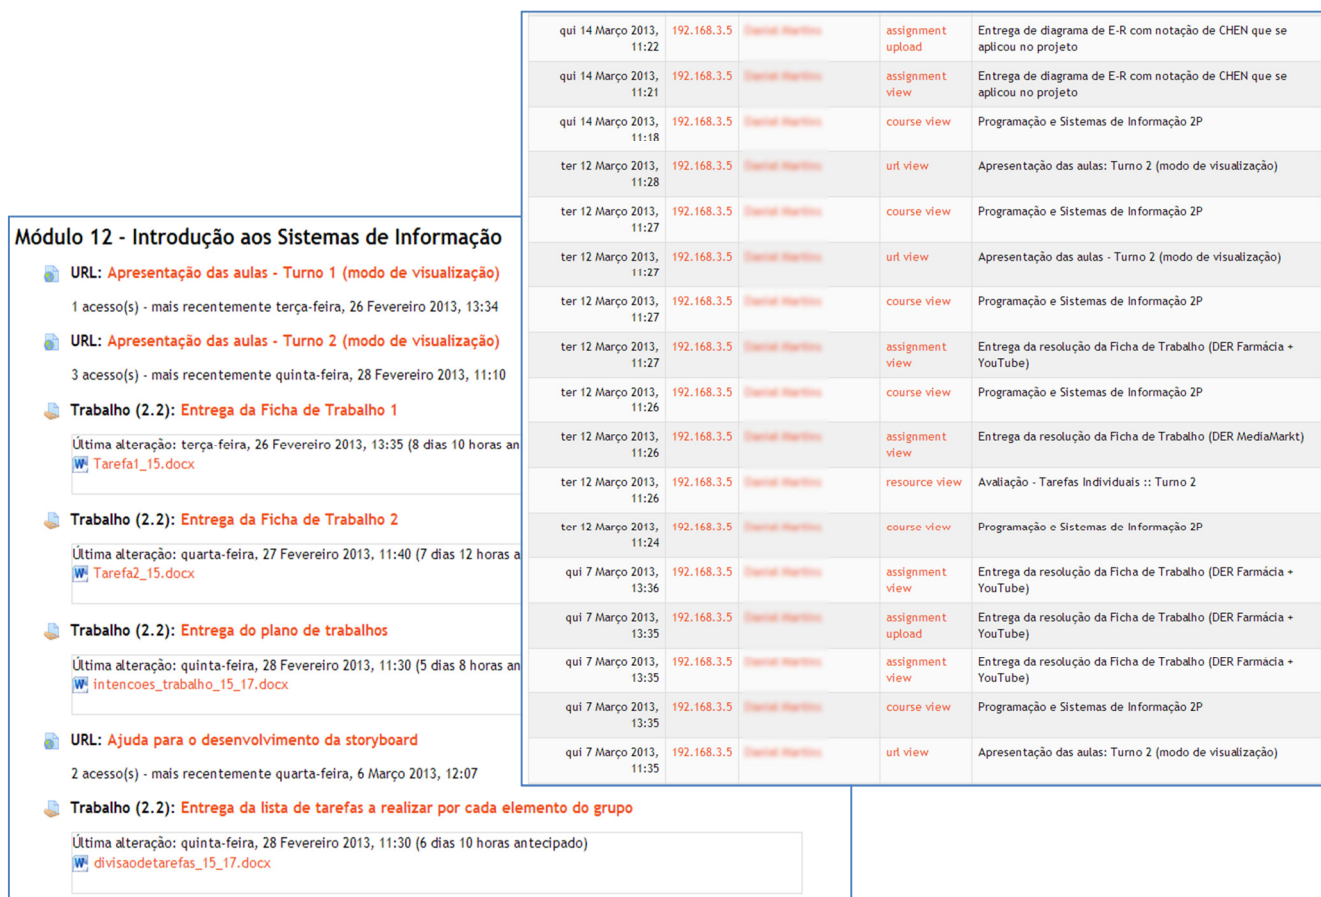 Módulo 12 - Introdução aos Sistemas de Informação
URL: Apresentação das aulas - Turno 1 (modo de visualização)
1 acesso(s) - mais recentemente terça-feira, 26 Fevereiro 2013, 13:34
URL: Apresentação das aulas - Turno 2 (modo de visualização)
3 acesso(s) - mais recentemente quinta-feira, 28 Fevereiro 2013, 11:10
Trabalho (2.2): Entrega da Ficha de Trabalho 1
Última alteração: terça-feira, 26 Fevereiro 2013, 13:35 (8 dias 10 horas an
Tarefa1_15.docx
Trabalho (2.2): Entrega da Ficha de Trabalho 2
Última alteração: quarta-feira, 27 Fevereiro 2013, 11:40 (7 dias 12 horas a
Tarefa2_15.docx
Trabalho (2.2): Entrega do plano de trabalhos
Última alteração: quinta-feira, 28 Fevereiro 2013, 11:30 (5 dias 8 horas an
intencoes_trabalho_15_17.docx
URL: Ajuda para o desenvolvimento da storyboard
2 acesso(s) - mais recentemente quarta-feira, 6 Março 2013, 12:07
Trabalho (2.2): Entrega da lista de tarefas a realizar por cada elemento do grupo
Última alteração: quinta-feira, 28 Fevereiro 2013, 11:30 (6 dias 10 horas antecipado)
divisaodetarefas_15_17.docx
qui 14 Março 2013, 192.168.3.5 assignment Entrega de diagrama de E-R com notação de CHEN que se
11:22 upload aplicou no projeto
qui 14 Março 2013, 192.168.3.5 assignment Entrega de diagrama de E-R com notação de CHEN que se
11:21 view aplicou no projeto
qui 14 Março 2013, 192.168.3.5 course view Programação e Sistemas de Informação 2P
11:18
ter 12 Março 2013, 192.168.3.5 url view Apresentação das aulas: Turno 2 (modo de visualização)
11:28
ter 12 Março 2013, 192.168.3.5 course view Programação e Sistemas de Informação 2P
11:27
ter 12 Março 2013, 192.168.3.5 url view Apresentação das aulas - Turno 2 (modo de visualização)
11:27
ter 12 Março 2013, 192.168.3.5 course view Programação e Sistemas de Informação 2P
11:27
ter 12 Março 2013, 192.168.3.5 assignment Entrega da resolução da Ficha de Trabalho (DER Farmácia +
11:27 view YouTube)
ter 12 Março 2013, 192.168.3.5 course view Programação e Sistemas de Informação 2P
11:26
ter 12 Março 2013, 192.168.3.5 assignment Entrega da resolução da Ficha de Trabalho (DER MediaMarkt)
11:26 view
ter 12 Março 2013, 192.168.3.5 resource view Avaliação - Tarefas Individuais :: Turno 2
11:26
ter 12 Março 2013, 192.168.3.5 course view Programação e Sistemas de Informação 2P
11:24
qui 7 Março 2013, 192.168.3.5 assignment Entrega da resolução da Ficha de Trabalho (DER Farmácia +
13:36 view YouTube)
qui 7 Março 2013, 192.168.3.5 assignment Entrega da resolução da Ficha de Trabalho (DER Farmácia +
13:35 upload YouTube)
qui 7 Março 2013, 192.168.3.5 assignment Entrega da resolução da Ficha de Trabalho (DER Farmácia +
13:35 view YouTube)
qui 7 Março 2013, 192.168.3.5 course view Programação e Sistemas de Informação 2P
13:35
qui 7 Março 2013, 192.168.3.5 url view Apresentação das aulas: Turno 2 (modo de visualização)
11:35